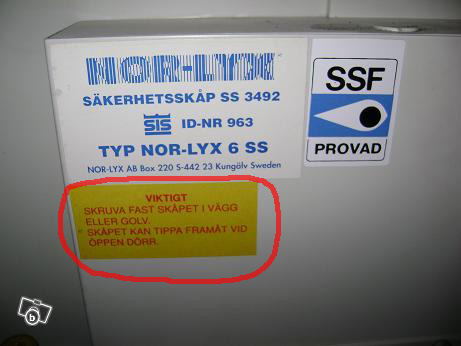 NOR-LYCK
SÄKERHETSSKÅP SS 3492
SIS ID-NR 963
TYP NOR-LYX 6 SS
NOR-LYX AB Box 220 S-442 23 Kungälv Sweden
SSF
PROVAD
VIKTIGT
SKRUVA FAST SKÅPET I VÄGG
ELLER GOLV.
SKÅPET KAN TIPPA FRAMÅT VID
ÖPPEN DÖRR.
b